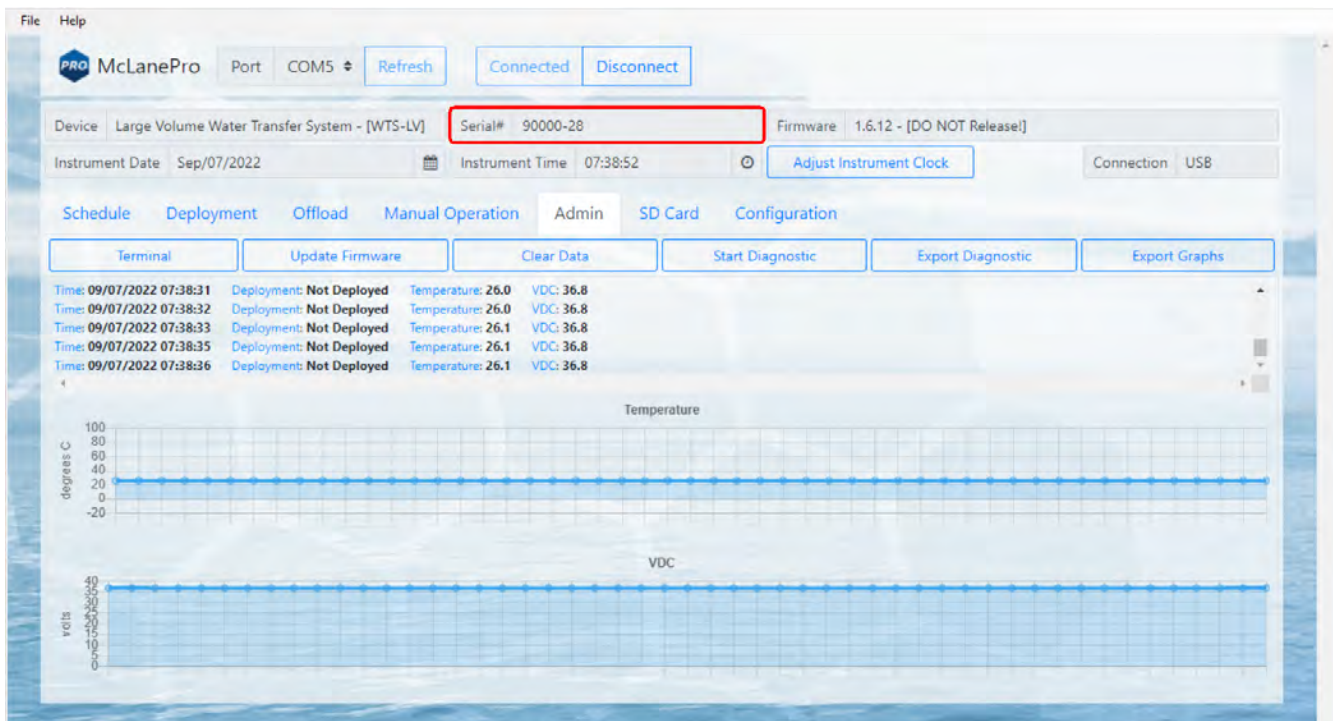 File Help
PRO McLanePro Port COM5 Refresh Connected Disconnect
Device Large Volume Water Transfer System - [WTS-LV] Serial# 90000-28 Firmware 1.6.12 - [DO NOT Release!]
Instrument Date Sep/07/2022 Instrument Time 07:38:52 Adjust Instrument Clock Connection USB
Schedule Deployment Offload Manual Operation Admin SD Card Configuration
Terminal Update Firmware Clear Data Start Diagnostic Export Diagnostic Export Graphs
Time: 09/07/2022 07:38:31 Deployment: Not Deployed Temperature: 26.0 VDC: 36.8
Time: 09/07/2022 07:38:32 Deployment: Not Deployed Temperature: 26.0 VDC: 36.8
Time: 09/07/2022 07:38:33 Deployment: Not Deployed Temperature: 26.1 VDC: 36.8
Time: 09/07/2022 07:38:35 Deployment: Not Deployed Temperature: 26.1 VDC: 36.8
Time: 09/07/2022 07:38:36 Deployment: Not Deployed Temperature: 26.1 VDC: 36.8
Temperature
degrees C
100
80
60
40
20
0
-20
VDC
volts
40
35
30
25
20
15
10
5
0